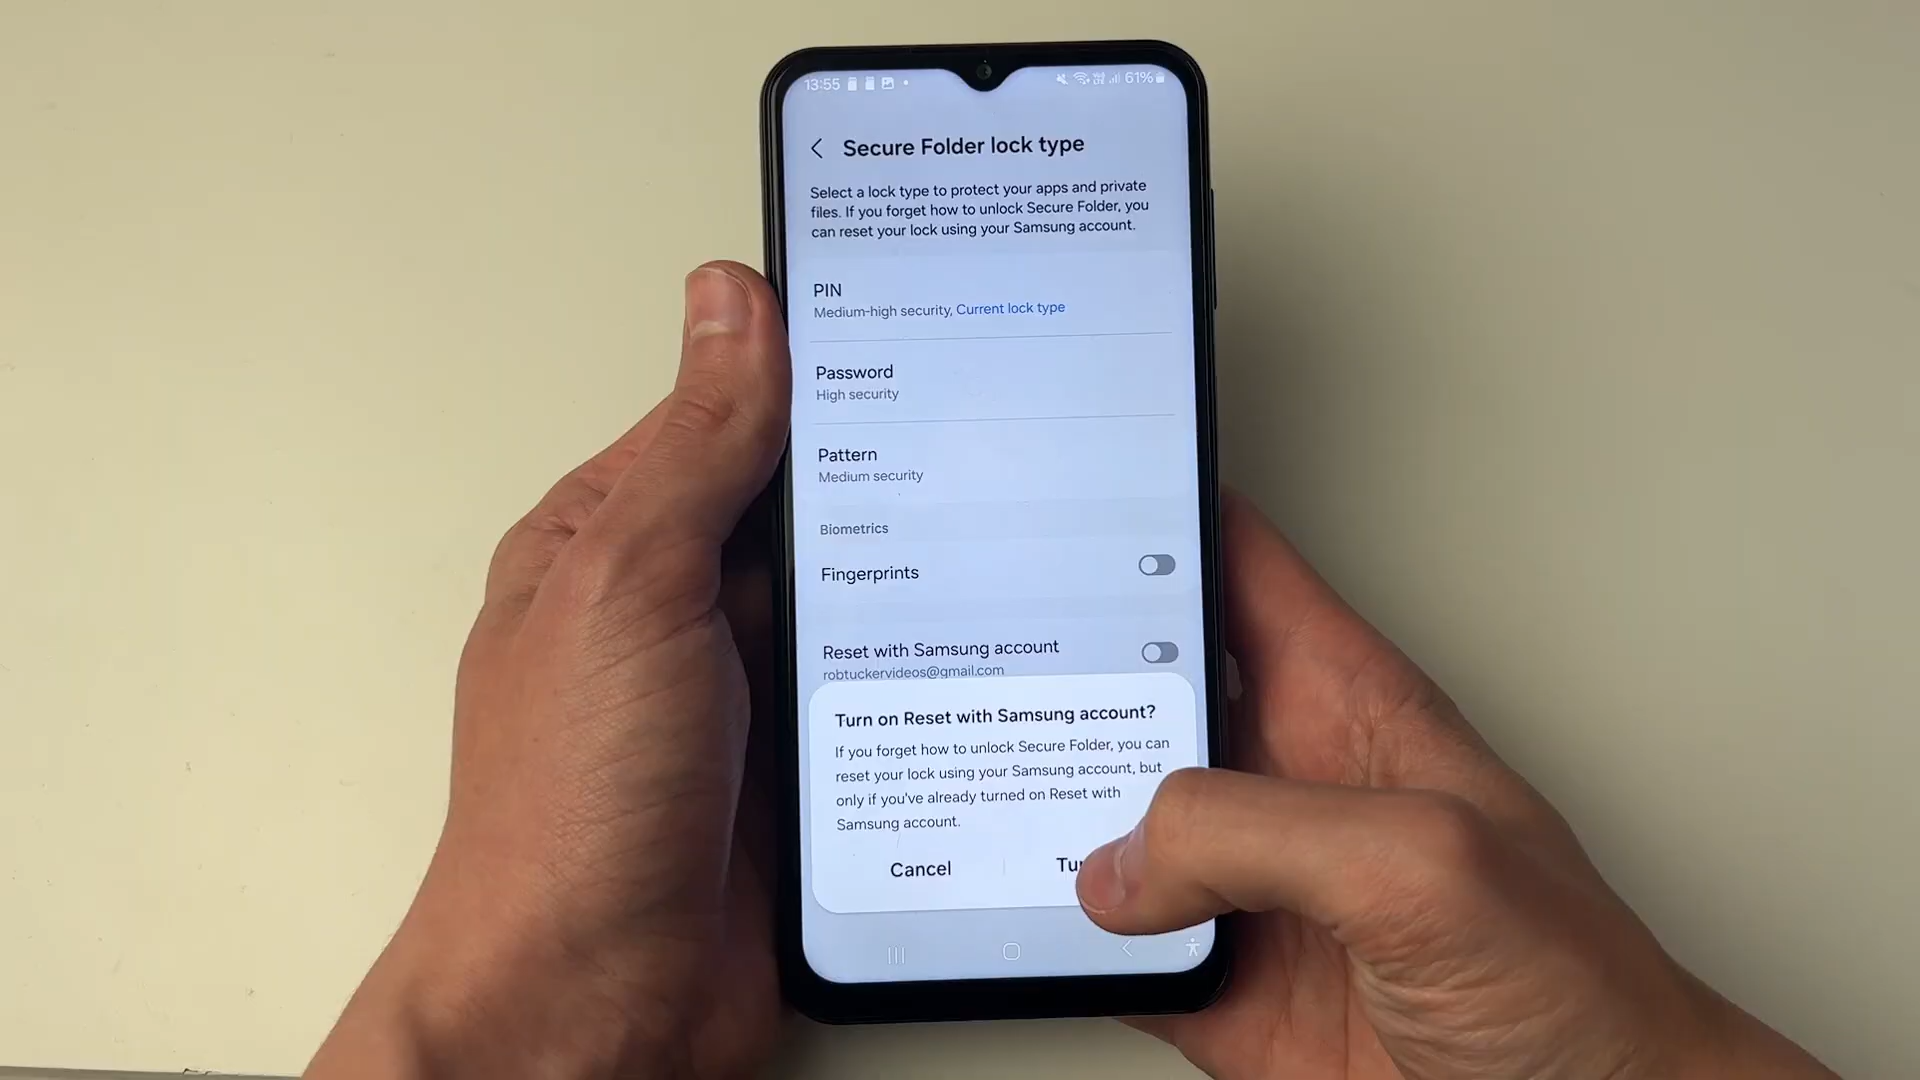 13:55
61%
Secure Folder lock type
Select a lock type to protect your apps and private
files. If you forget how to unlock Secure Folder, you
can reset your lock using your Samsung account.
PIN
Medium-high security, Current lock type
Password
High security
Pattern
Medium security
Biometrics
Fingerprints
Reset with Samsung account
robtuckervideos@gmail.com
Turn on Reset with Samsung account?
If you forget how to unlock Secure Folder, you can
reset your lock using your Samsung account, but
only if you've already turned on Reset with
Samsung account.
Cancel